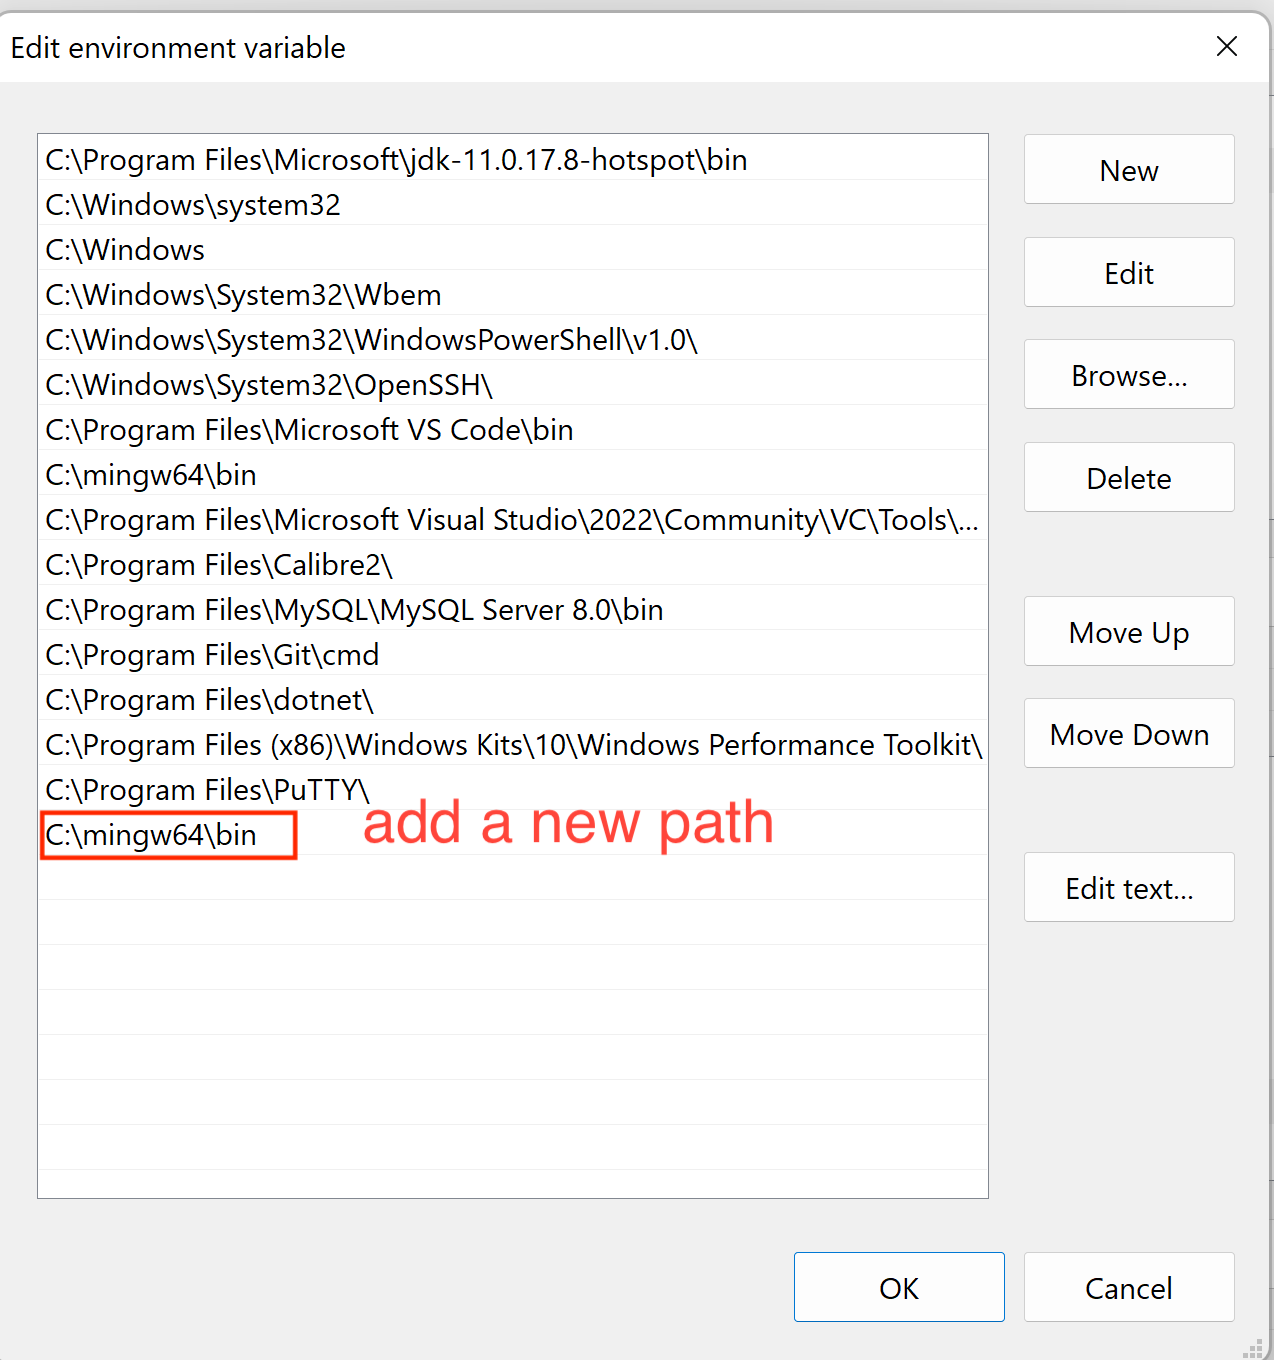 Edit environment variable
C:\Program Files\Microsoft\jdk-11.0.17.8-hotspot\bin
C:\Windows\system32
C:\Windows
C:\Windows\System32\Wbem
C:\Windows\System32\WindowsPowerShell\v1.0\
C:\Windows\System32\OpenSSH\
C:\Program Files\Microsoft VS Code\bin
C:\mingw64\bin
C:\Program Files\Microsoft Visual Studio\2022\Community\VC\Tools\...
C:\Program Files\Calibre2\
C:\Program Files\MySQL\MySQL Server 8.0\bin
C:\Program Files\Git\cmd
C:\Program Files\dotnet\
C:\Program Files (x86)\Windows Kits\10\Windows Performance Toolkit\
C:\Program Files\PuTTY\
C:\mingw64\bin
add a new path
New
Edit
Browse...
Delete
Move Up
Move Down
Edit text...
OK
Cancel